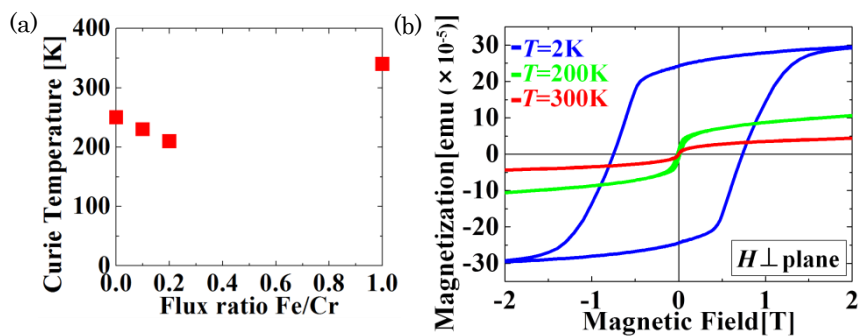 (a)
Curie Temperature [K]
400
300
200
100
0
0.0 0.2 0.4 0.6 0.8 1.0
Flux ratio Fe/Cr
(b)
Magnetization[emu (×10⁻⁵)]
30
20
10
0
-10
-20
-30
T=2K
T=200K
T=300K
H⊥plane
-2 -1 0 1 2
Magnetic Field[T]